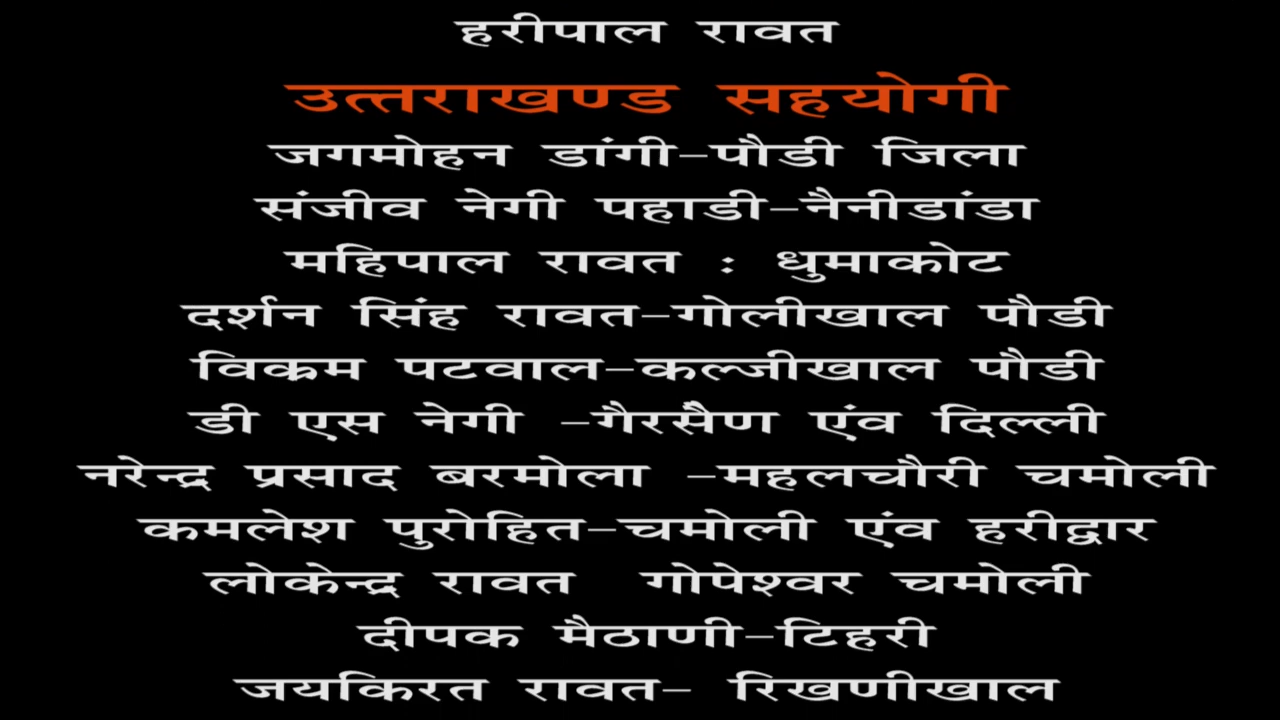 हरीपाल रावत
उत्तराखण्ड सहयोगी
जगमोहन डांगी-पौडी जिला
संजीव नेगी पहाडी-नैनीडांडा
महिपाल रावत : धुमाकोट
दर्शन सिंह रावत-गोलीखाल पौडी
विक्रम पटवाल-कल्जीखाल पौडी
डी एस नेगी -गैरसैंण एंव दिल्ली
नरेन्द्र प्रसाद बरमोला -महलचौरी चमोली
कमलेश पुरोहित-चमोली एंव हरीद्वार
लोकेन्द्र रावत गोपेश्वर चमोली
दीपक मैठाणी-टिहरी
जयकिरत रावत- रिखणीखाल